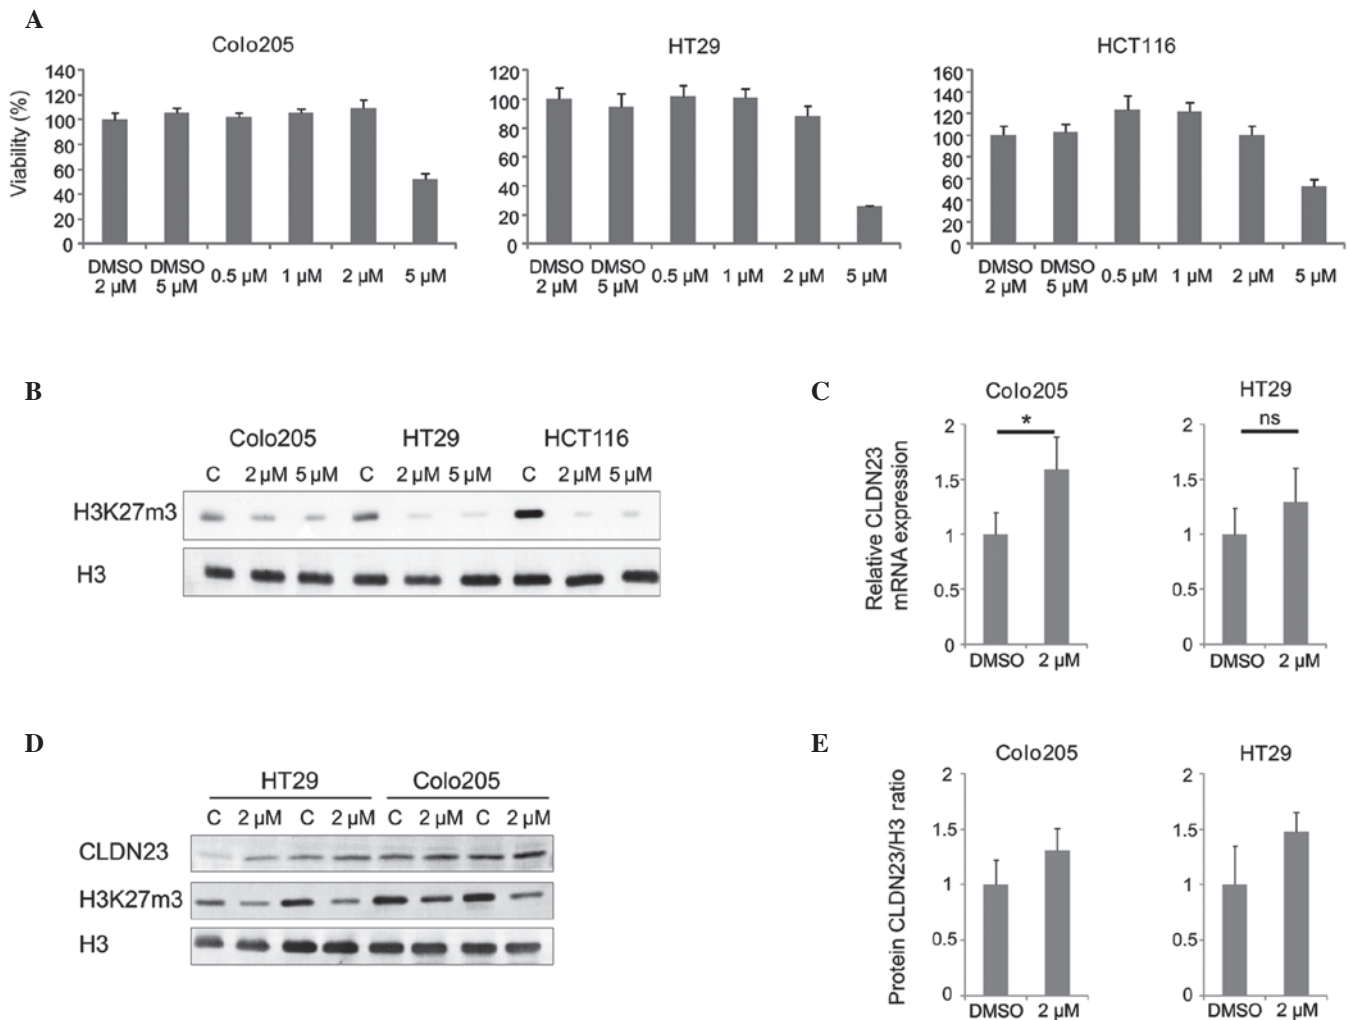 A
Colo205
HT29
HCT116
Viability (%)
140
120
100
80
60
40
20
0
DMSO 2 µM
DMSO 5 µM
0.5 µM
1 µM
2 µM
5 µM
120
100
80
60
40
20
0
DMSO 2 µM
DMSO 5 µM
0.5 µM
1 µM
2 µM
5 µM
160
140
120
100
80
60
40
20
0
DMSO 2 µM
DMSO 5 µM
0.5 µM
1 µM
2 µM
5 µM
B
Colo205 HT29 HCT116
C 2 µM 5 µM C 2 µM 5 µM C 2 µM 5 µM
H3K27m3
H3
C
Colo205
HT29
Relative CLDN23
mRNA expression
2
1.5
1
0.5
0
*
DMSO 2 µM
2
1.5
1
0.5
0
ns
DMSO 2 µM
D
HT29 Colo205
C 2 µM C 2 µM C 2 µM C 2 µM
CLDN23
H3K27m3
H3
E
Colo205
HT29
Protein CLDN23/H3 ratio
2
1.5
1
0.5
0
DMSO 2 µM
2
1.5
1
0.5
0
DMSO 2 µM